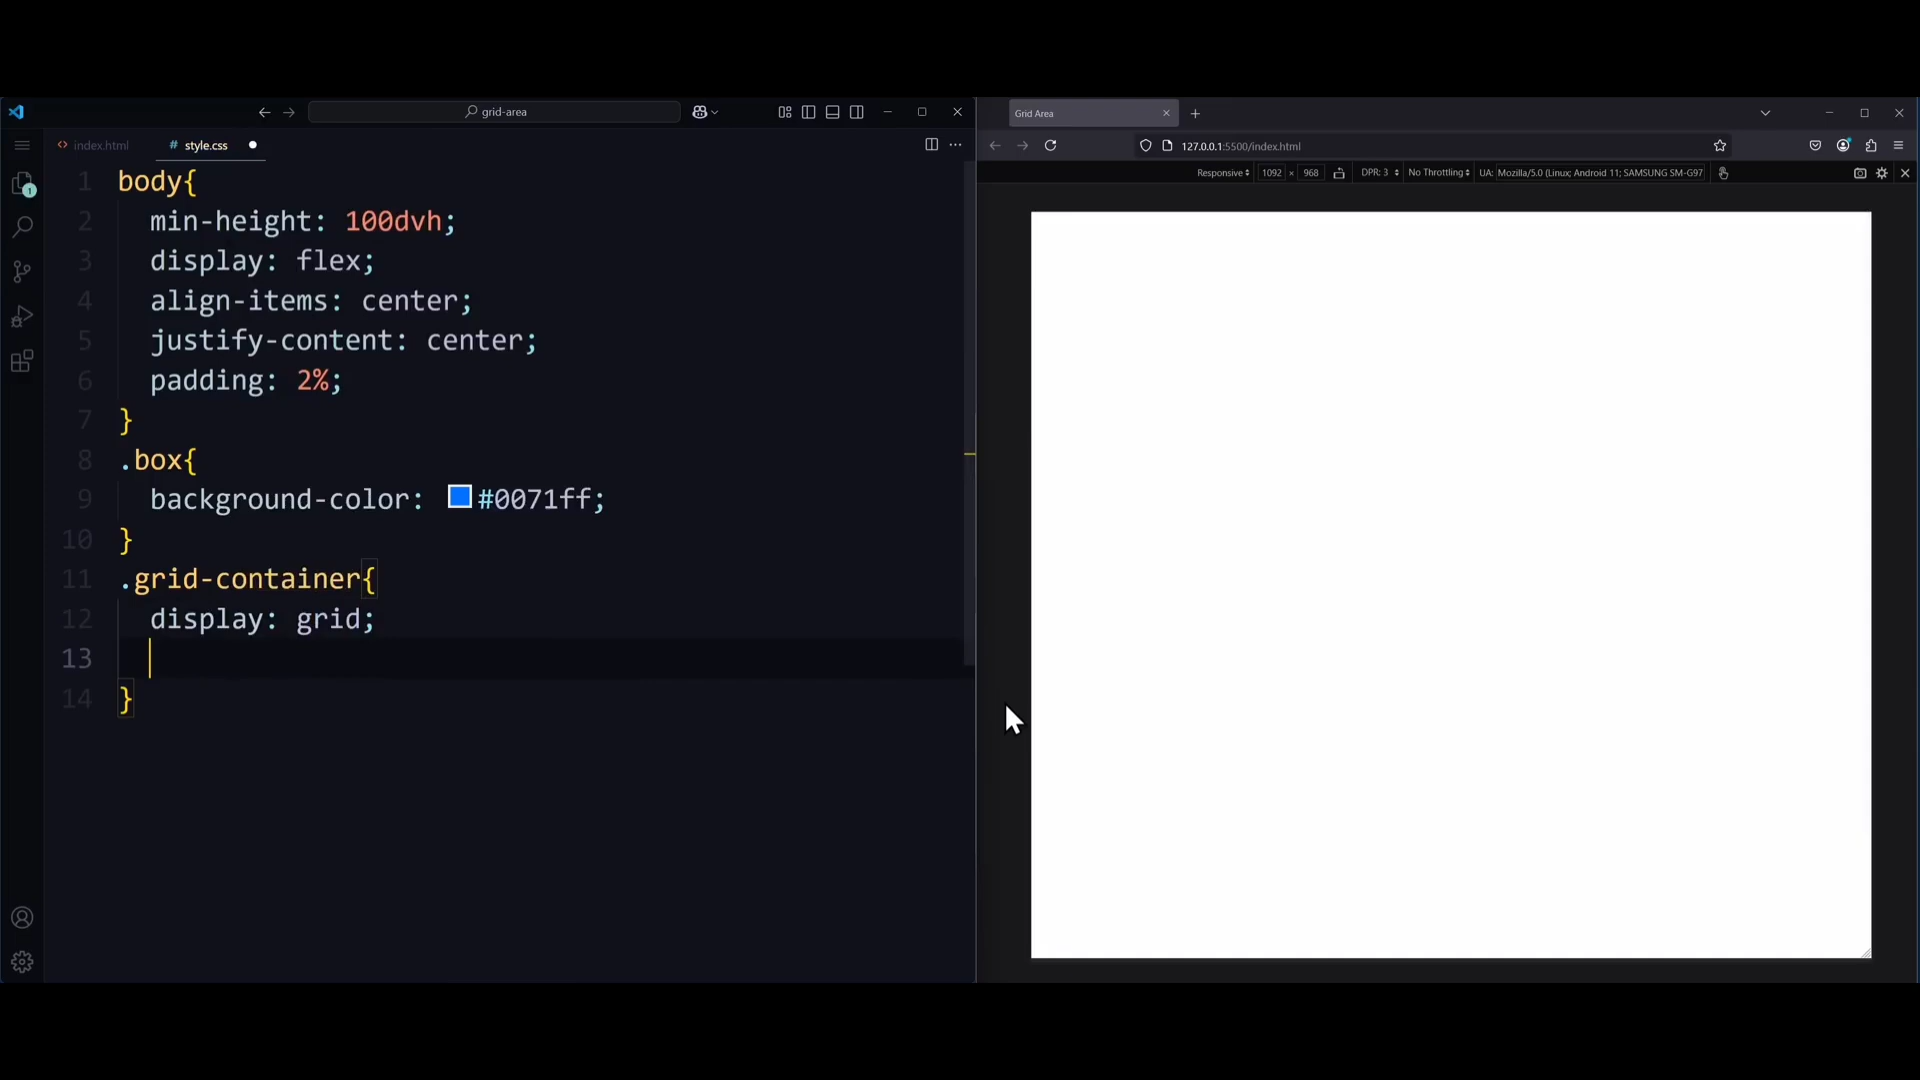 grid-area
index.html
# style.css
1 body{
2 min-height: 100dvh;
3 display: flex;
4 align-items: center;
5 justify-content: center;
6 padding: 2%;
7 }
8 .box{
9 background-color: #0071ff;
10 }
11 .grid-container{
12 display: grid;
13
14 }
1
Grid Area
127.0.0.1:5500/index.html
Responsive 1092 × 968 DPR: 3 No Throttling UA: Mozilla/5.0 (Linux; Android 11; SAMSUNG SM-G97